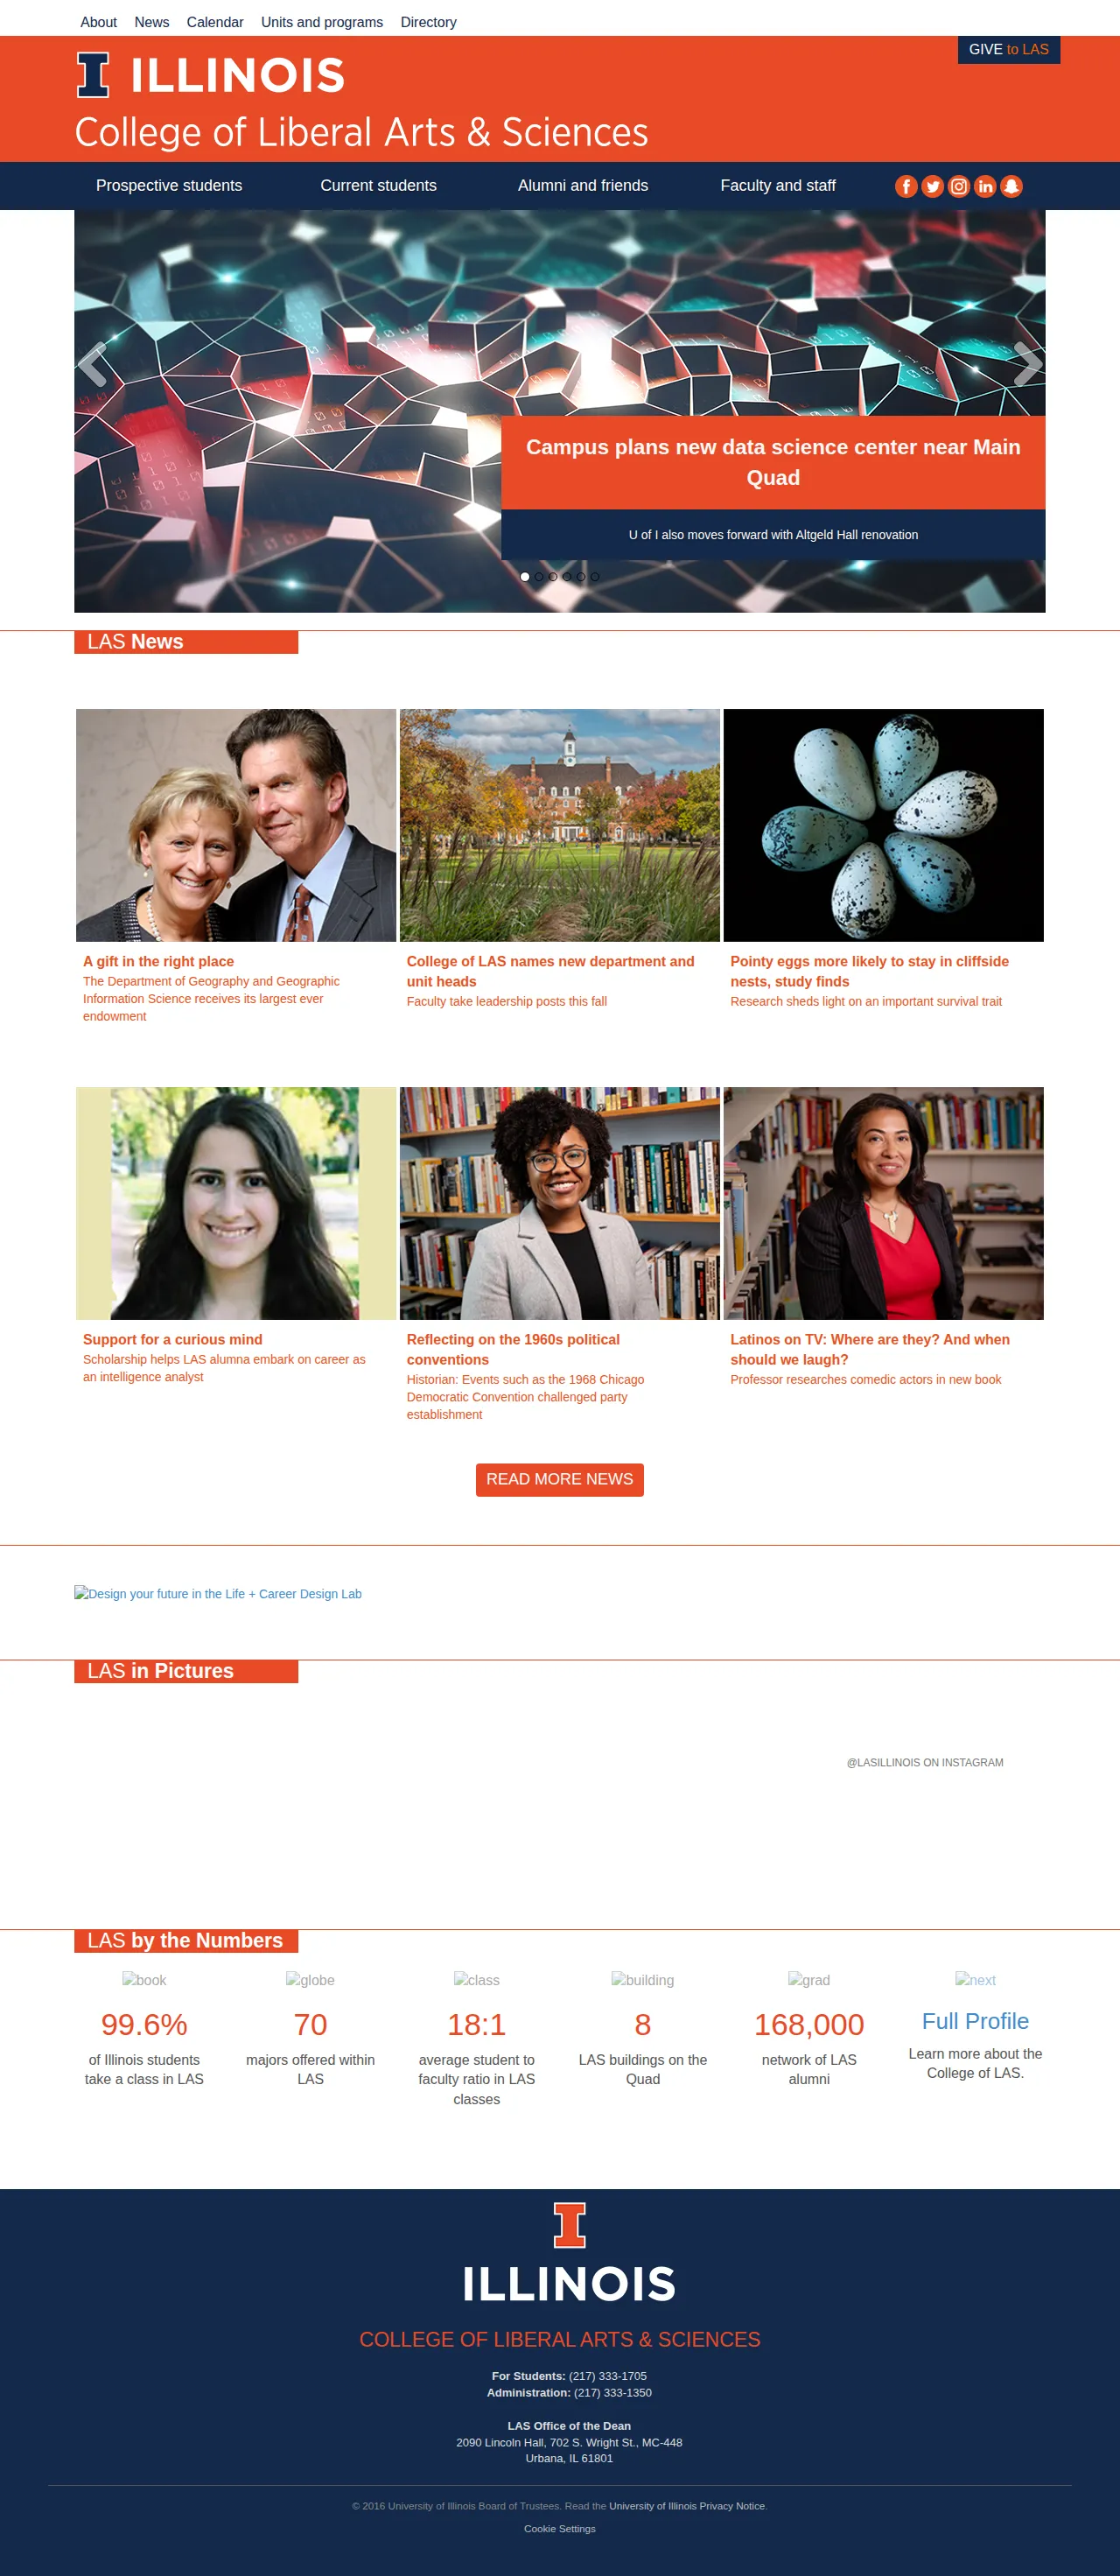 About News Calendar Units and programs Directory
GIVE to LAS
I ILLINOIS
College of Liberal Arts & Sciences
Prospective students Current students Alumni and friends Faculty and staff
Campus plans new data science center near Main
Quad
U of I also moves forward with Altgeld Hall renovation
LAS News
A gift in the right place
The Department of Geography and Geographic
Information Science receives its largest ever
endowment
College of LAS names new department and
unit heads
Faculty take leadership posts this fall
Pointy eggs more likely to stay in cliffside
nests, study finds
Research sheds light on an important survival trait
Support for a curious mind
Scholarship helps LAS alumna embark on career as
an intelligence analyst
Reflecting on the 1960s political
conventions
Historian: Events such as the 1968 Chicago
Democratic Convention challenged party
establishment
Latinos on TV: Where are they? And when
should we laugh?
Professor researches comedic actors in new book
READ MORE NEWS
Design your future in the Life + Career Design Lab
LAS in Pictures
@LASILLINOIS ON INSTAGRAM
LAS by the Numbers
book
99.6%
of Illinois students
take a class in LAS
globe
70
majors offered within
LAS
class
18:1
average student to
faculty ratio in LAS
classes
building
8
LAS buildings on the
Quad
grad
168,000
network of LAS
alumni
next
Full Profile
Learn more about the
College of LAS.
I
ILLINOIS
COLLEGE OF LIBERAL ARTS & SCIENCES
For Students: (217) 333-1705
Administration: (217) 333-1350
LAS Office of the Dean
2090 Lincoln Hall, 702 S. Wright St., MC-448
Urbana, IL 61801
© 2016 University of Illinois Board of Trustees. Read the University of Illinois Privacy Notice.
Cookie Settings